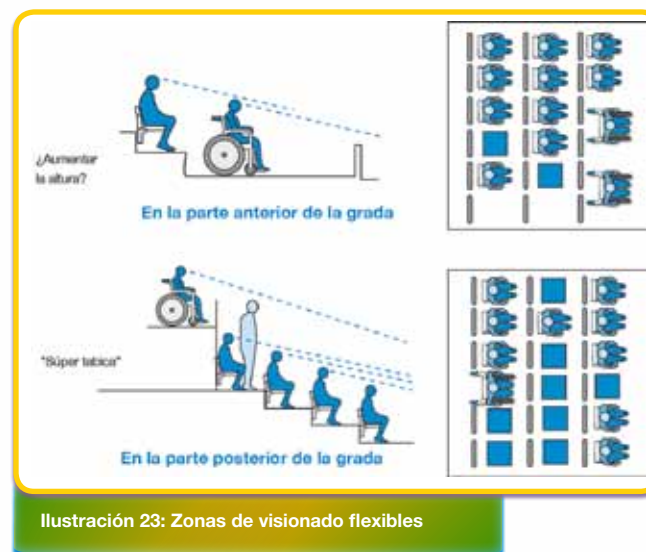 ¿Aumentar
la altura?
En la parte anterior de la grada
"Súper tabica"
En la parte posterior de la grada
Ilustración 23: Zonas de visionado flexibles